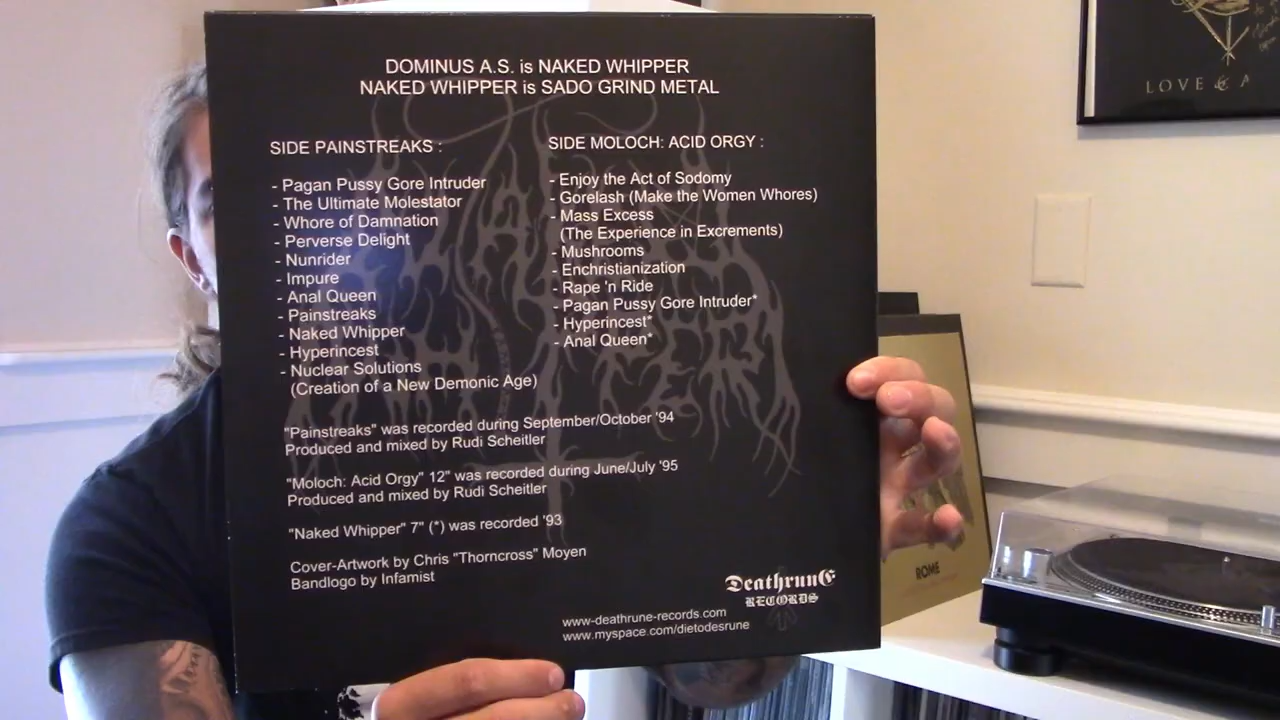 DOMINUS A.S. is NAKED WHIPPER
NAKED WHIPPER is SADO GRIND METAL
SIDE PAINSTREAKS :
- Pagan Pussy Gore Intruder
- The Ultimate Molestator
- Whore of Damnation
- Perverse Delight
- Nunrider
- Impure
- Anal Queen
- Painstreaks
- Naked Whipper
- Hyperincest
- Nuclear Solutions
(Creation of a New Demonic Age)
SIDE MOLOCH: ACID ORGY :
- Enjoy the Act of Sodomy
- Gorelash (Make the Women Whores)
- Mass Excess
(The Experience in Excrements)
- Mushrooms
- Enchristianization
- Rape 'n Ride
- Pagan Pussy Gore Intruder*
- Hyperincest*
- Anal Queen*
"Painstreaks" was recorded during September/October '94
Produced and mixed by Rudi Scheitler
"Moloch: Acid Orgy" 12" was recorded during June/July '95
Produced and mixed by Rudi Scheitler
"Naked Whipper" 7" (*) was recorded '93
Cover-Artwork by Chris "Thorncross" Moyen
Bandlogo by Infamist
Deathrune
RECORDS
www-deathrune-records.com
www.myspace.com/dietodesrune
LOVE & A
ROME